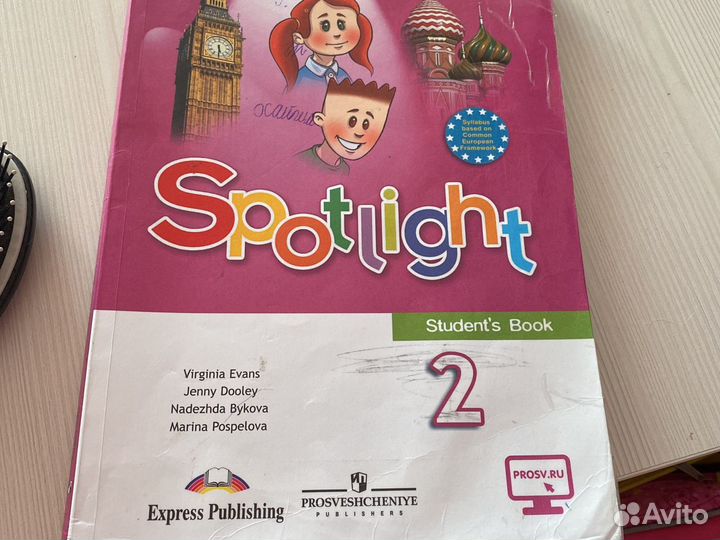 Syllabus
based on
Common
European
Framework
Spotlight
Student's Book
2
Virginia Evans
Jenny Dooley
Nadezhda Bykova
Marina Pospelova
PROSV.RU
Express Publishing
PROSVESHCHENIYE
PUBLISHERS
Avito